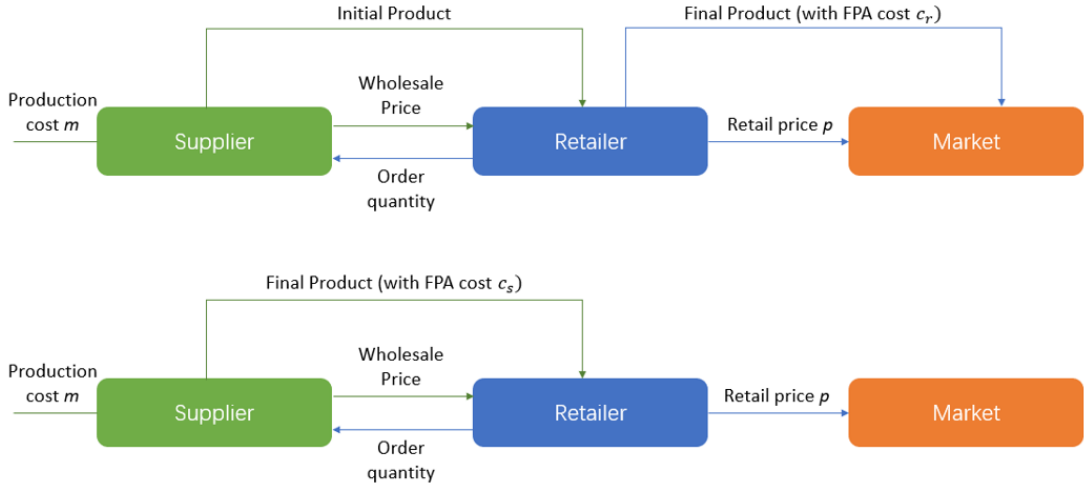 Initial Product
Final Product (with FPA cost c_r)
Production
cost m
Wholesale
Price
Supplier
Retailer
Retail price p
Market
Order
quantity
Final Product (with FPA cost c_s)
Production
cost m
Wholesale
Price
Supplier
Retailer
Retail price p
Market
Order
quantity